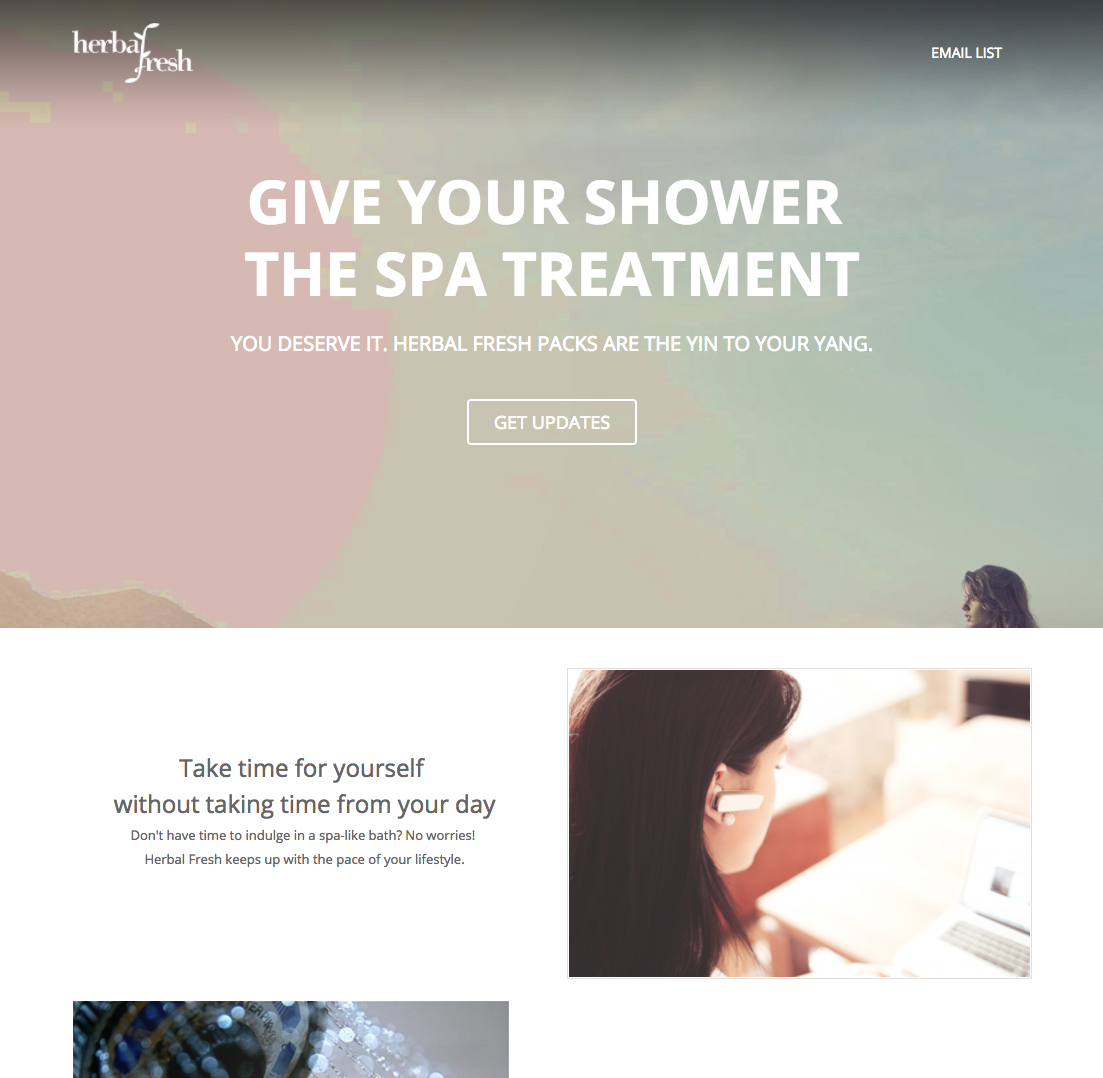 herbal
fresh
EMAIL LIST
GIVE YOUR SHOWER
THE SPA TREATMENT
YOU DESERVE IT. HERBAL FRESH PACKS ARE THE YIN TO YOUR YANG.
GET UPDATES
Take time for yourself
without taking time from your day
Don't have time to indulge in a spa-like bath? No worries!
Herbal Fresh keeps up with the pace of your lifestyle.